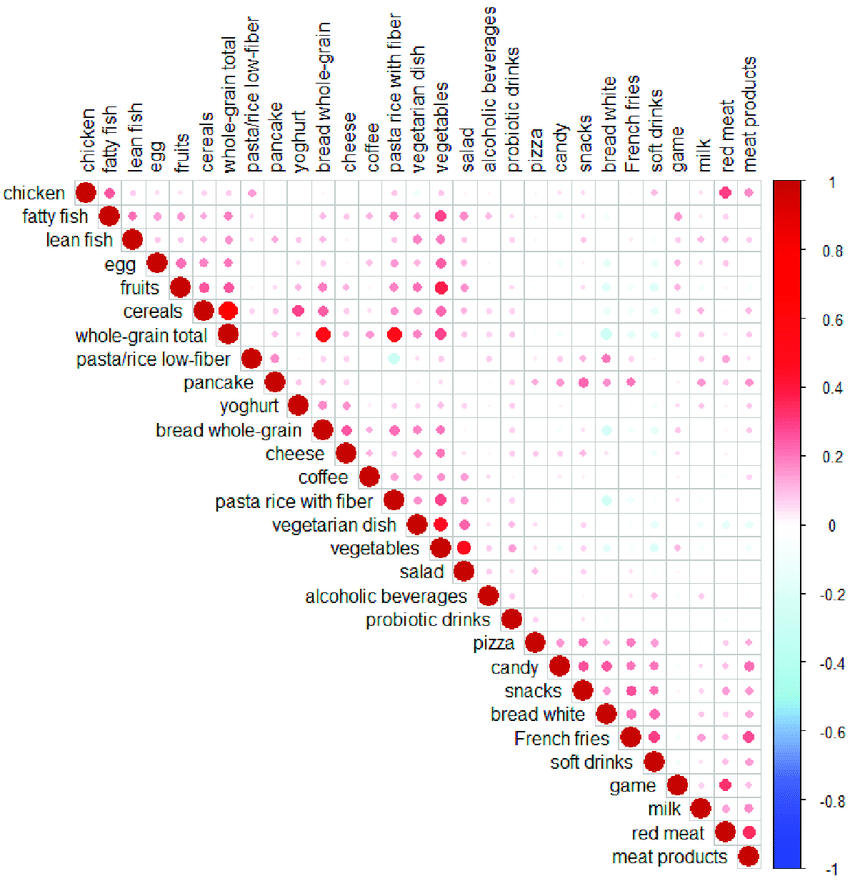 chicken
fatty fish
lean fish
egg
fruits
cereals
whole-grain total
pasta/rice low-fiber
pancake
yoghurt
bread whole-grain
cheese
coffee
pasta rice with fiber
vegetarian dish
vegetables
salad
alcoholic beverages
probiotic drinks
pizza
candy
snacks
bread white
French fries
soft drinks
game
milk
red meat
meat products
chicken
fatty fish
lean fish
egg
fruits
cereals
whole-grain total
pasta/rice low-fiber
pancake
yoghurt
bread whole-grain
cheese
coffee
pasta rice with fiber
vegetarian dish
vegetables
salad
alcoholic beverages
probiotic drinks
pizza
candy
snacks
bread white
French fries
soft drinks
game
milk
red meat
meat products
1
0.8
0.6
0.4
0.2
0
-0.2
-0.4
-0.6
-0.8
-1